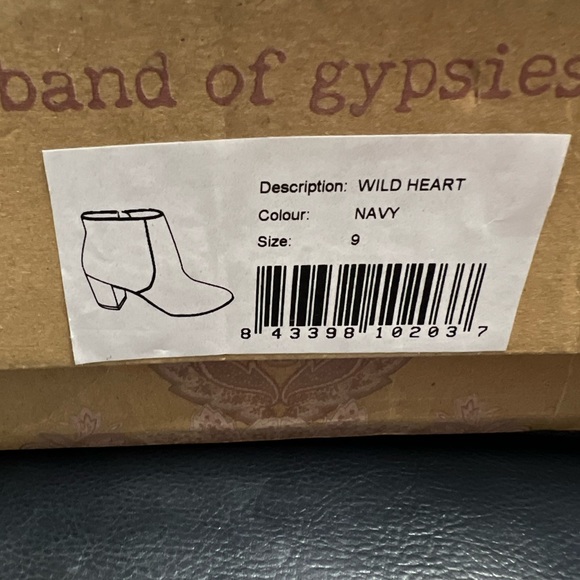 band of gypsies
Description: WILD HEART
Colour: NAVY
Size: 9
8 43398 10203 7